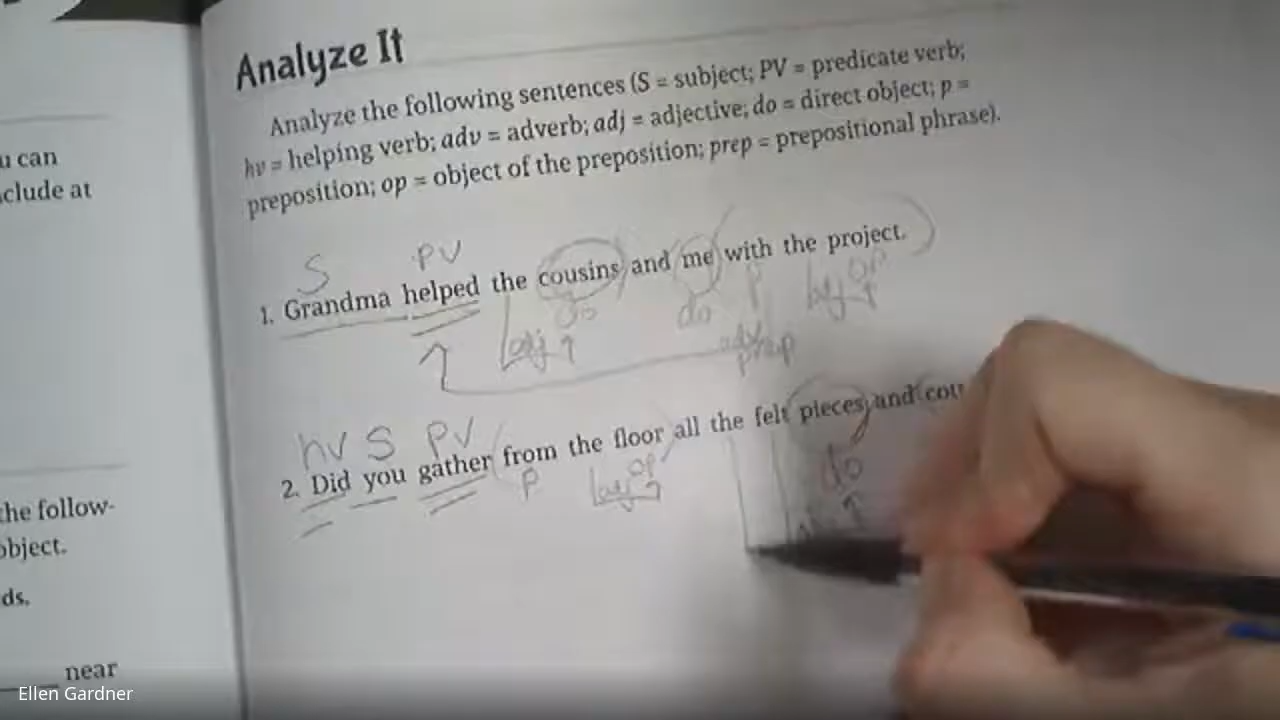 Analyze It
Analyze the following sentences (S = subject; PV = predicate verb;
hv = helping verb; adv = adverb; adj = adjective; do = direct object; p =
preposition; op = object of the preposition; prep = prepositional phrase).
S PV
1. Grandma helped the cousins and me with the project.
do do p op
adj adj
adv
prep
hv S PV
2. Did you gather from the floor all the felt pieces and
p adj op do
u can
clude at
the follow-
object.
ds.
near
Ellen Gardner